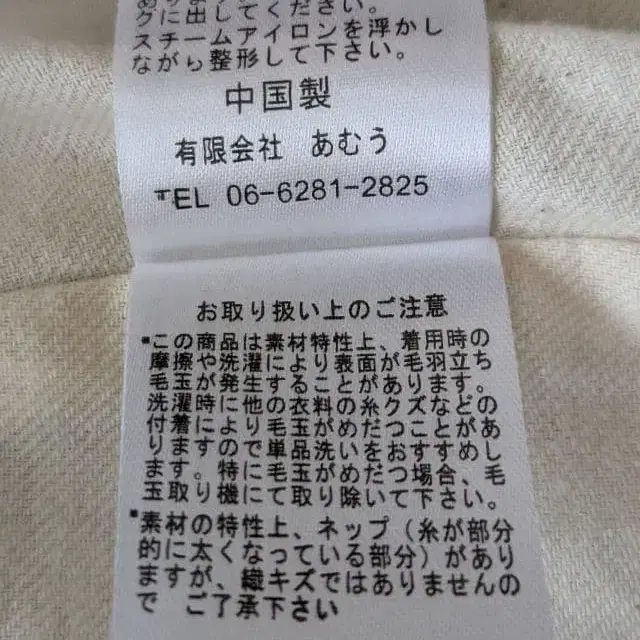 グに出してください。
スチームアイロンを浮かし
ながら整形して下さい。
中国製
有限会社 あむう
TEL 06-6281-2825
お取り扱い上のご注意
*この商品は素材特性上、着用時の
摩擦や洗濯により表面が毛羽立ち
毛玉が発生することがあります。
洗濯時に他の衣料の糸クズなどの
付着により毛玉がめだつことがあ
りますので単品洗いをおすすめし
ます。特に毛玉がめだつ場合、毛
玉取り機にて取り除いて下さい。
*素材の特性上、ネップ(糸が部分
的に太くなっている部分)があり
ますが、織キズではありませんの
で ご了承下さい